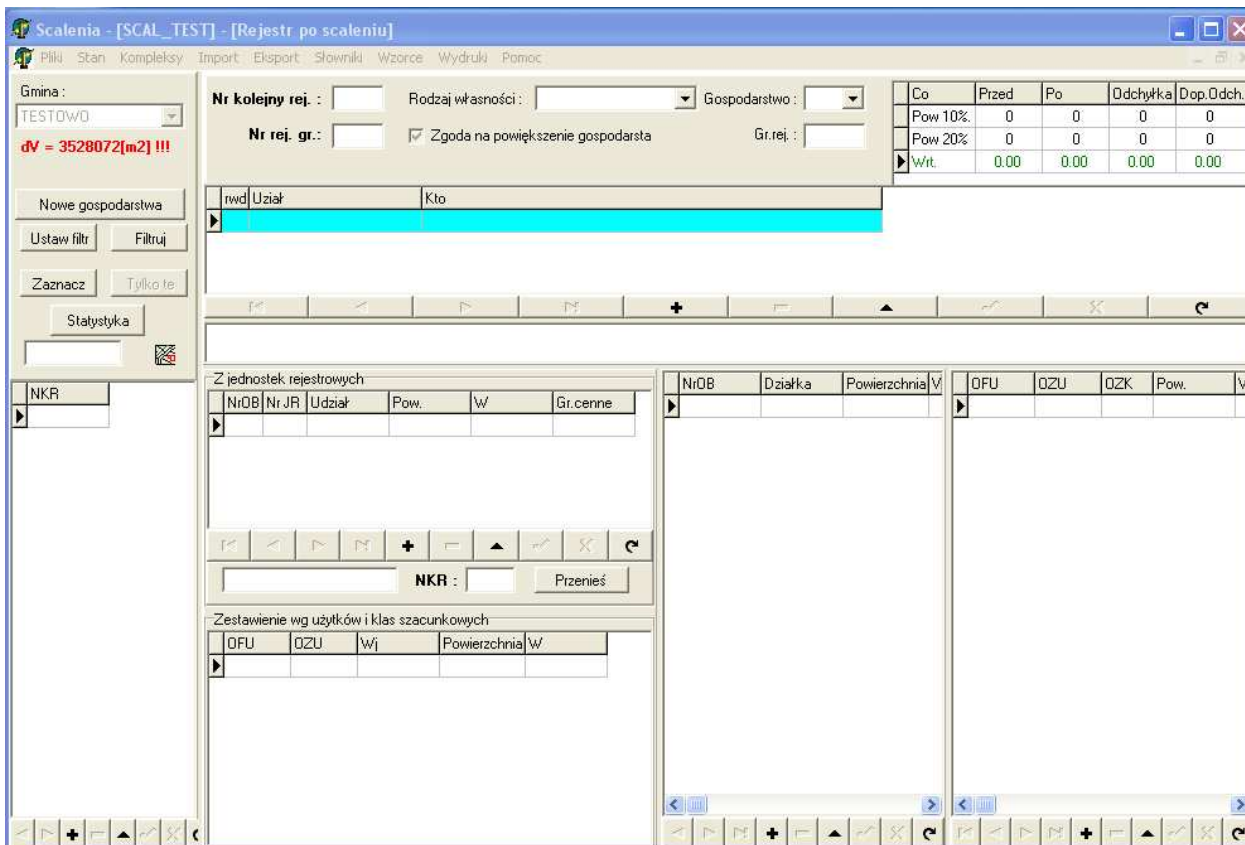 Scalenia - [SCAL_TEST] - [Rejestr po scaleniu]
Pliki Stan Kompleksy Import Eksport Słowniki Wzorce Wydruki Pomoc
Gmina :
TESTOWO
dV = 3528072[m2] !!!
Nowe gospodarstwa
Ustaw filtr Filtruj
Zaznacz Tylko te
Statystyka
NKR
Nr kolejny rej. : Rodzaj własności : Gospodarstwo :
Nr rej. gr.: Zgoda na powiększenie gospodarsta Gr.rej. :
Co Przed Po Odchyłka Dop.Odch.
Pow 10%. 0 0 0 0
Pow 20% 0 0 0 0
Wrt. 0.00 0.00 0.00 0.00
rwd Uział Kto
Z jednostek rejestrowych
NrOB Nr JR Udział Pow. W Gr.cenne
NKR : Przenieś
Zestawienie wg użytków i klas szacunkowych
OFU OZU Wj Powierzchnia W
NrOB Działka Powierzchnia V
OFU OZU OZK Pow. V